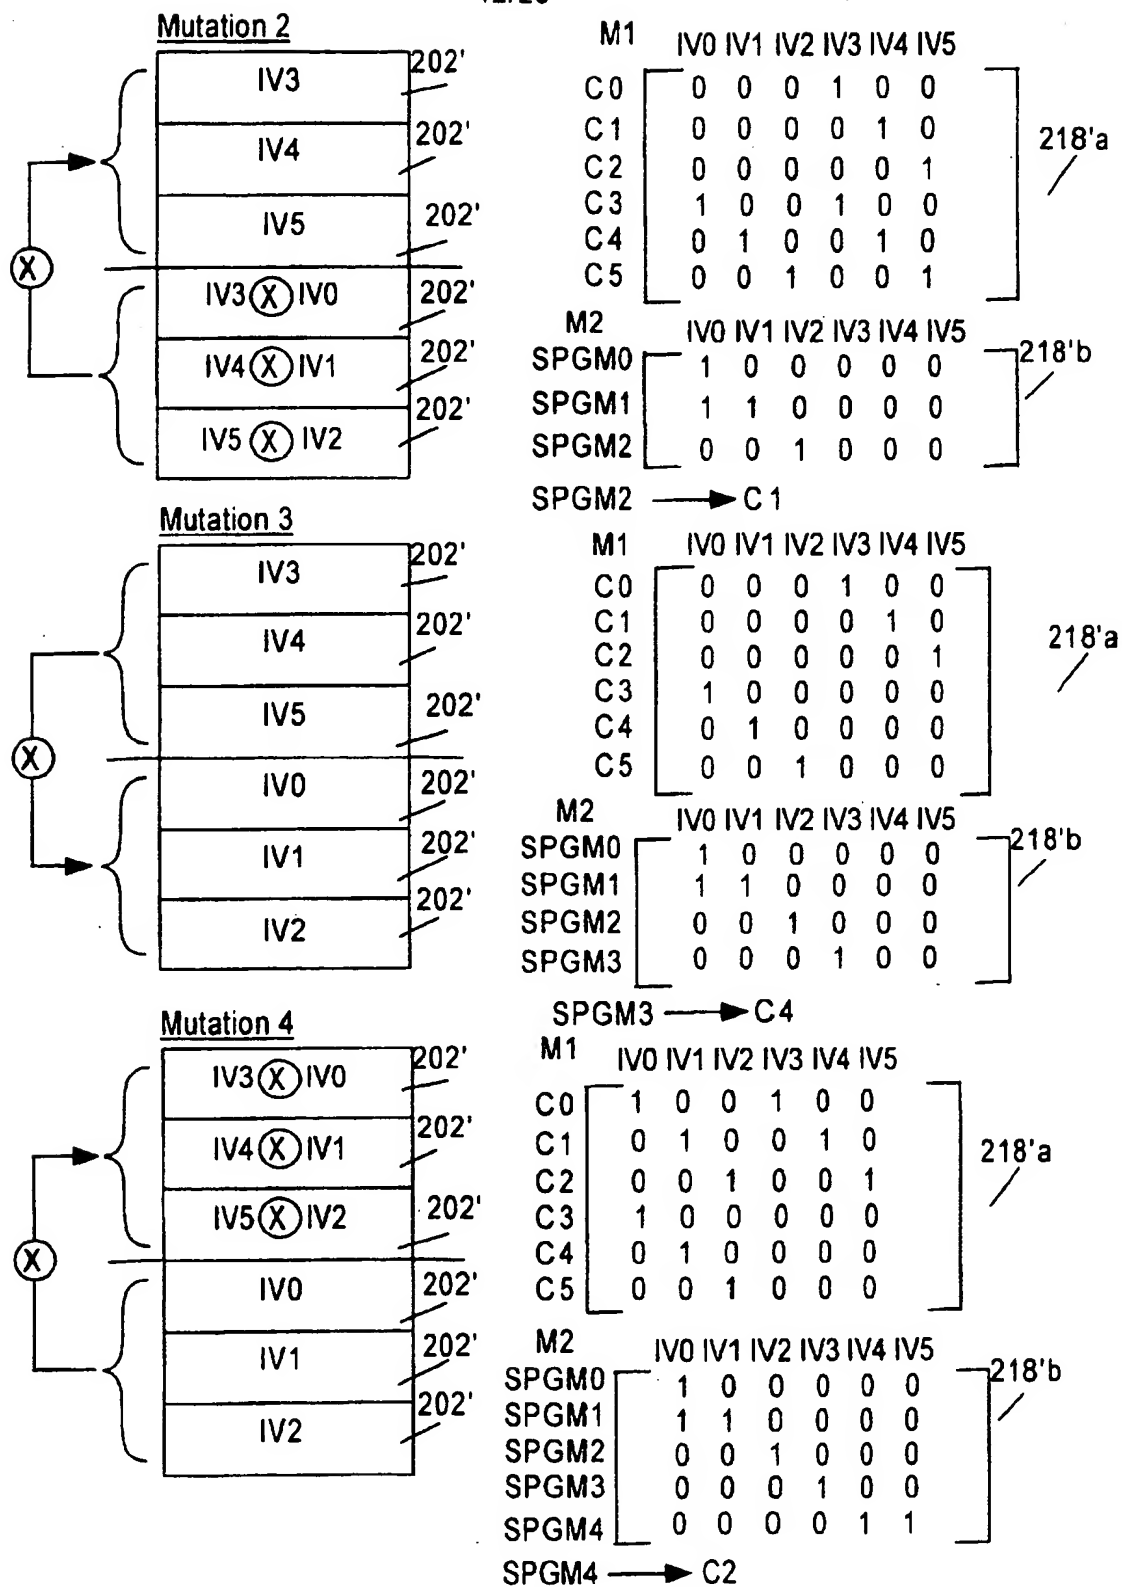 Mutation 2
IV3 202'
IV4 202'
IV5 202'
X
IV3 X IV0 202'
IV4 X IV1 202'
IV5 X IV2 202'
M1 IV0 IV1 IV2 IV3 IV4 IV5
C0 0 0 0 1 0 0
C1 0 0 0 0 1 0
C2 0 0 0 0 0 1
C3 1 0 0 1 0 0
C4 0 1 0 0 1 0
C5 0 0 1 0 0 1
218'a
M2 IV0 IV1 IV2 IV3 IV4 IV5
SPGM0 1 0 0 0 0 0
SPGM1 1 1 0 0 0 0
SPGM2 0 0 1 0 0 0
218'b
SPGM2 → C1
Mutation 3
IV3 202'
IV4 202'
IV5 202'
X
IV0 202'
IV1 202'
IV2 202'
M1 IV0 IV1 IV2 IV3 IV4 IV5
C0 0 0 0 1 0 0
C1 0 0 0 0 1 0
C2 0 0 0 0 0 1
C3 1 0 0 0 0 0
C4 0 1 0 0 0 0
C5 0 0 1 0 0 0
218'a
M2 IV0 IV1 IV2 IV3 IV4 IV5
SPGM0 1 0 0 0 0 0
SPGM1 1 1 0 0 0 0
SPGM2 0 0 1 0 0 0
SPGM3 0 0 0 1 0 0
218'b
SPGM3 → C4
Mutation 4
IV3 X IV0 202'
IV4 X IV1 202'
IV5 X IV2 202'
X
IV0 202'
IV1 202'
IV2 202'
M1 IV0 IV1 IV2 IV3 IV4 IV5
C0 1 0 0 1 0 0
C1 0 1 0 0 1 0
C2 0 0 1 0 0 1
C3 1 0 0 0 0 0
C4 0 1 0 0 0 0
C5 0 0 1 0 0 0
218'a
M2 IV0 IV1 IV2 IV3 IV4 IV5
SPGM0 1 0 0 0 0 0
SPGM1 1 1 0 0 0 0
SPGM2 0 0 1 0 0 0
SPGM3 0 0 0 1 0 0
SPGM4 0 0 0 0 1 1
218'b
SPGM4 → C2